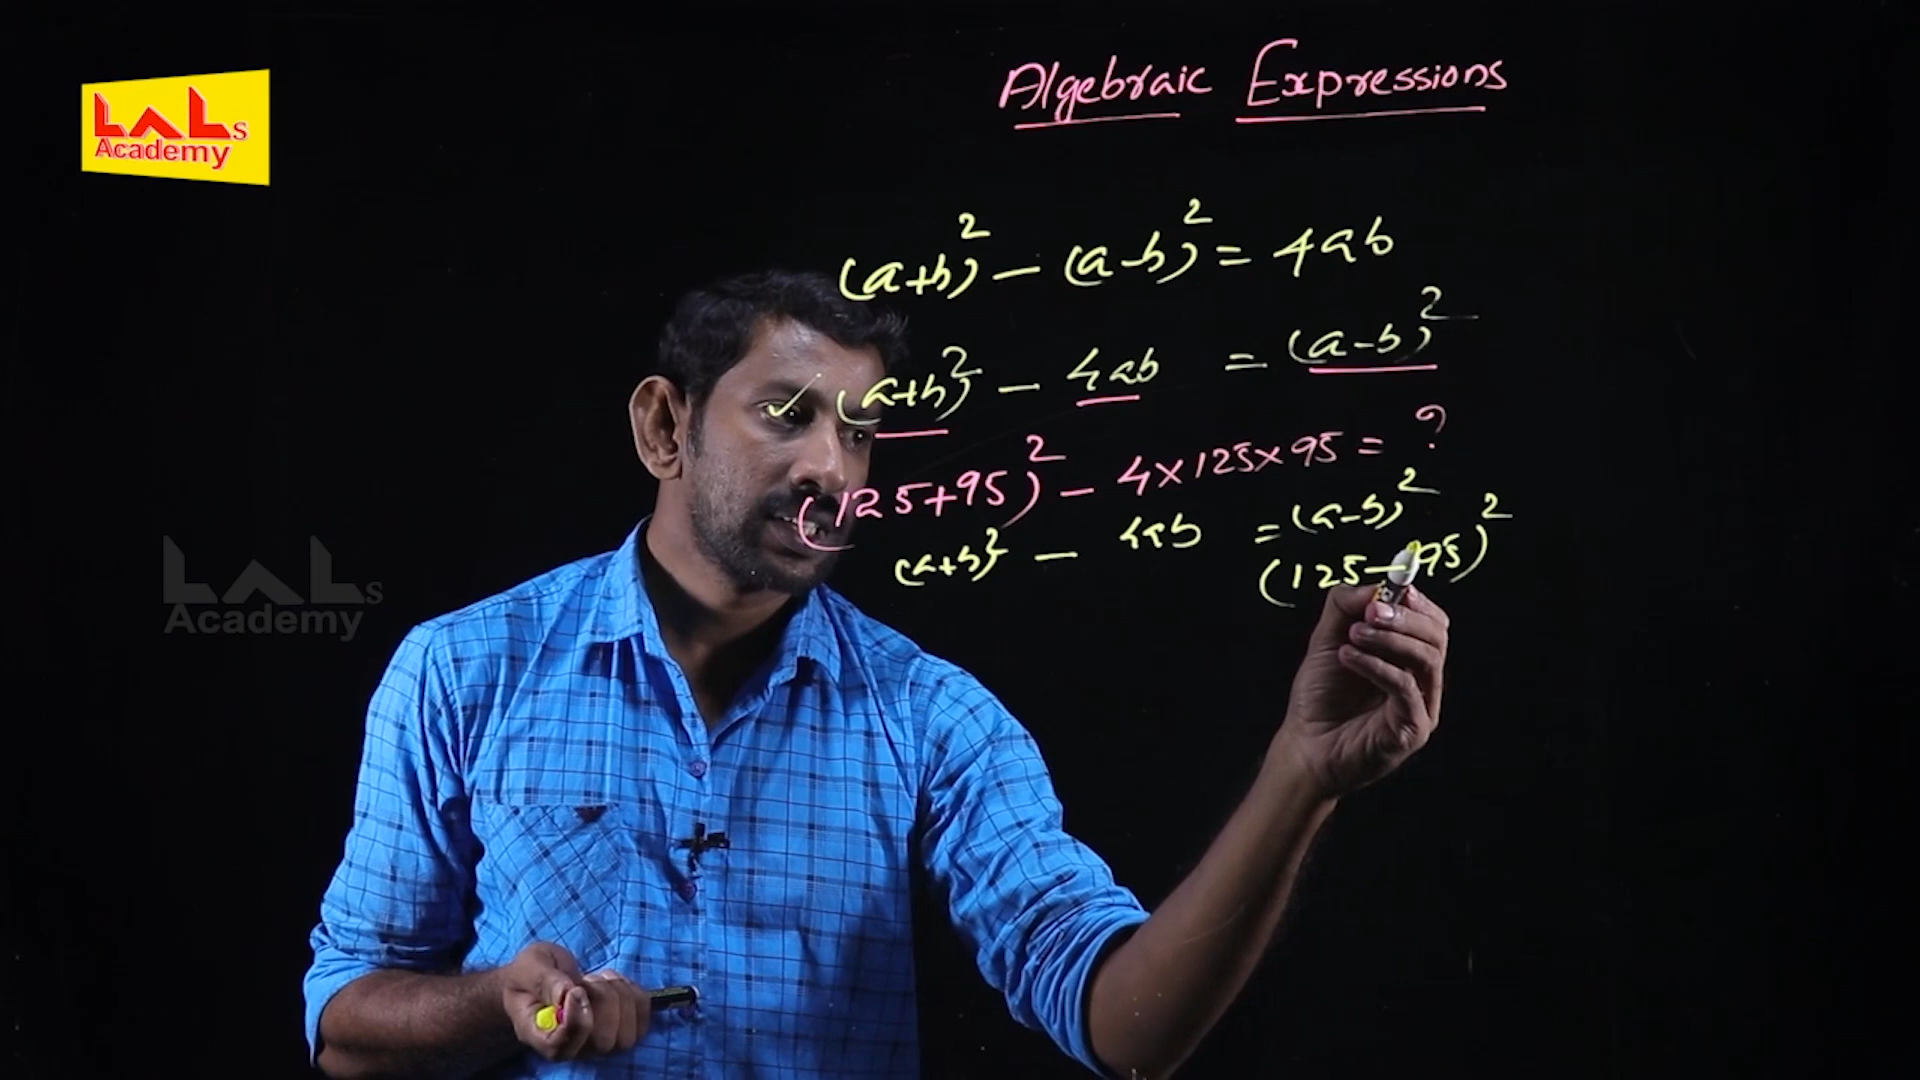 LALs
Academy
Algebraic Expressions
(a+b)² - (a-b)² = 4ab
(a+b)² - 4ab = (a-b)²
(125+95)² - 4×125×95 = ?
(a+b)² - 4ab = (a-b)²
(125-95)²
LALs
Academy